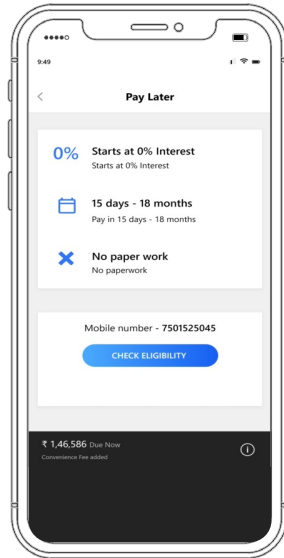 9:49
Pay Later
0%
Starts at 0% Interest
Starts at 0% Interest
15 days - 18 months
Pay in 15 days - 18 months
No paper work
No paperwork
Mobile number - 7501525045
CHECK ELIGIBILITY
₹ 1,46,586 Due Now
Convenience Fee added